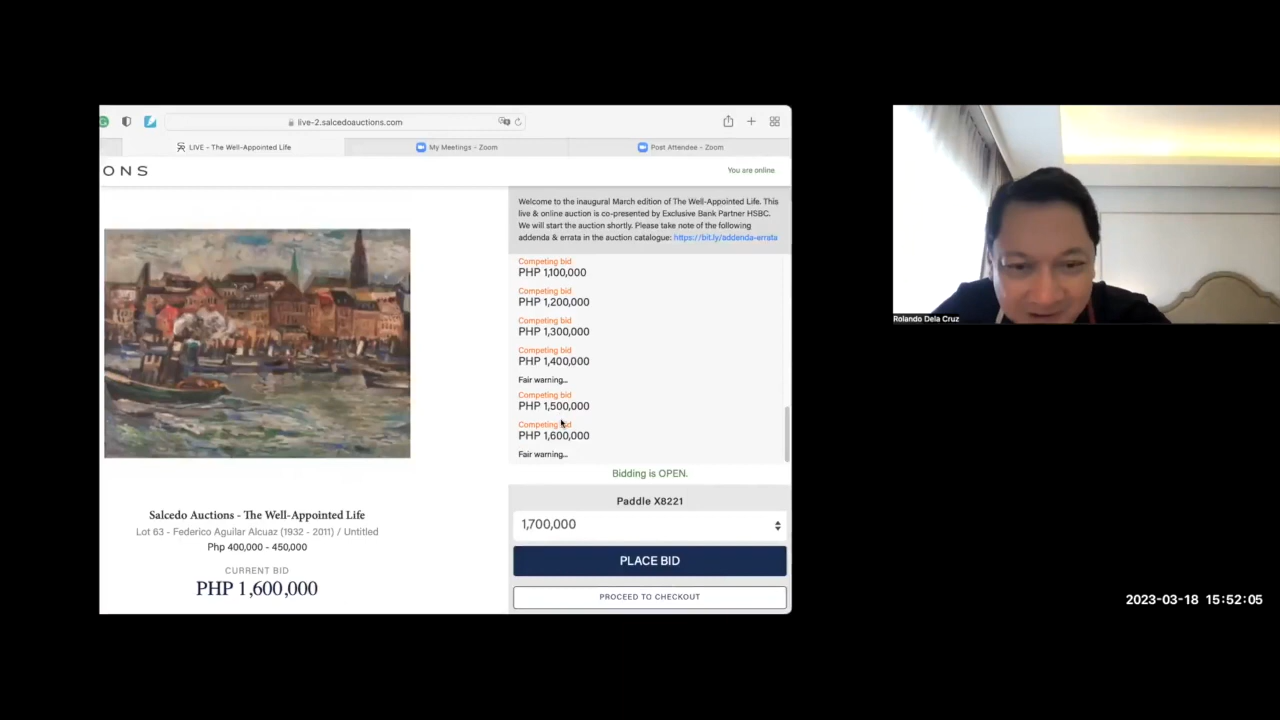 live-2.salcedoauctions.com
LIVE - The Well-Appointed Life
My Meetings - Zoom
Post Attendee - Zoom
ONS
You are online
Welcome to the inaugural March edition of The Well-Appointed Life. This
live & online auction is co-presented by Exclusive Bank Partner HSBC.
We will start the auction shortly. Please take note of the following
addenda & errata in the auction catalogue: https://bit.ly/addenda-errata
Competing bid
PHP 1,100,000
Competing bid
PHP 1,200,000
Competing bid
PHP 1,300,000
Competing bid
PHP 1,400,000
Fair warning...
Competing bid
PHP 1,500,000
Competing bid
PHP 1,600,000
Fair warning...
Bidding is OPEN.
Paddle X8221
1,700,000
PLACE BID
PROCEED TO CHECKOUT
Salcedo Auctions - The Well-Appointed Life
Lot 63 - Federico Aguilar Alcuaz (1932 - 2011) / Untitled
Php 400,000 - 450,000
CURRENT BID
PHP 1,600,000
Rolando Dela Cruz
2023-03-18 15:52:05